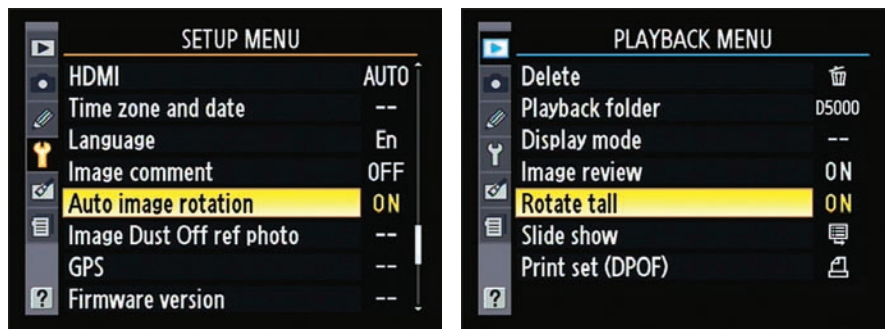 SETUP MENU
HDMI AUTO
Time zone and date --
Language En
Image comment OFF
Auto image rotation ON
Image Dust Off ref photo --
GPS --
Firmware version --
?
PLAYBACK MENU
Delete
Playback folder D5000
Display mode --
Image review ON
Rotate tall ON
Slide show
Print set (DPOF)
?